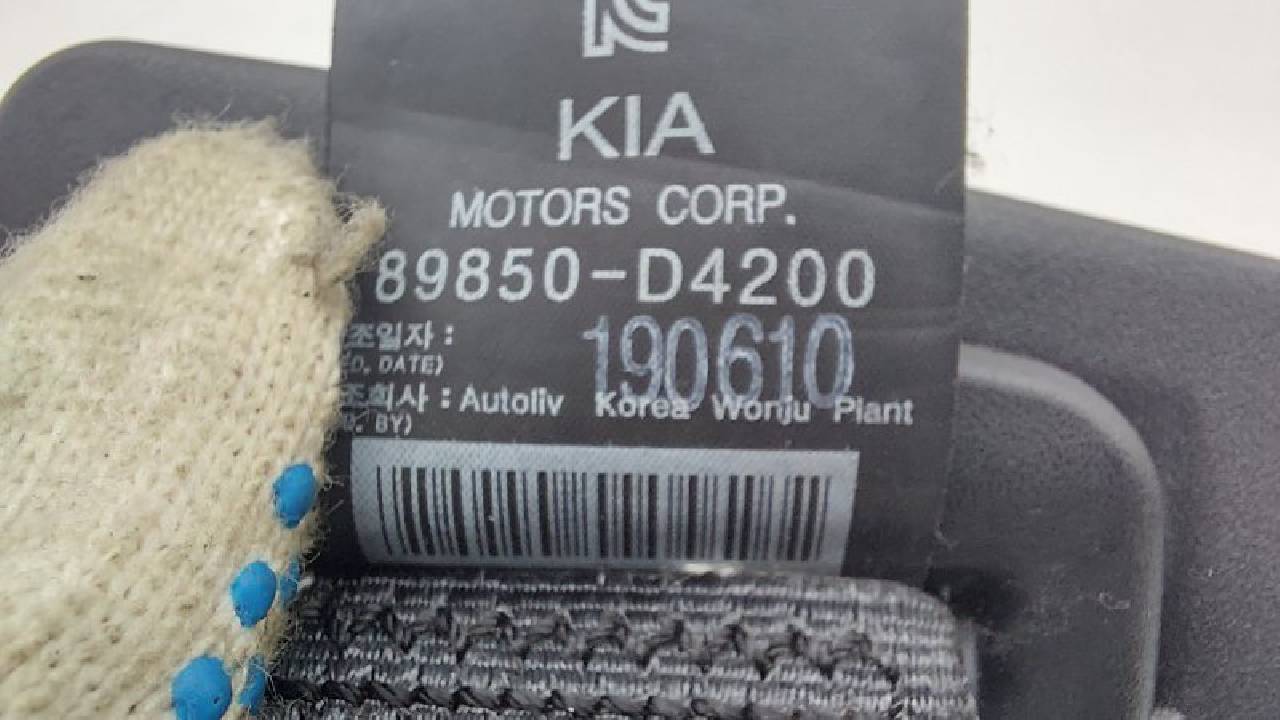 KIA
MOTORS CORP.
89850-D4200
조일자 : 190610
D. DATE)
조회사 : Autoliv Korea Wonju Plant
. BY)